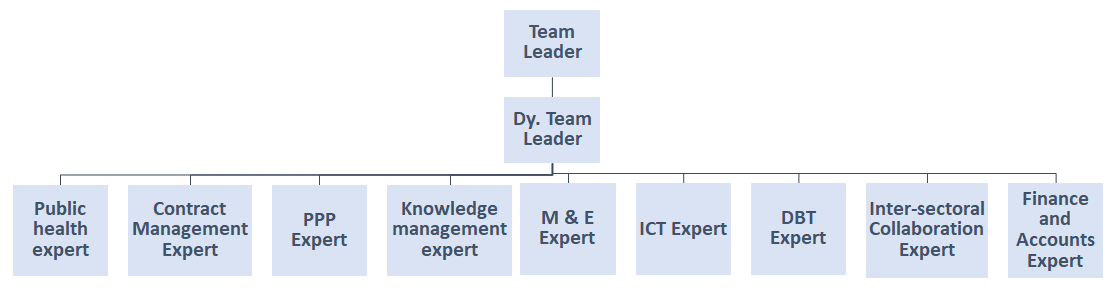 Team
Leader
Dy. Team
Leader
Public
health
expert
Contract
Management
Expert
PPP
Expert
Knowledge
management
expert
M & E
Expert
ICT Expert
DBT
Expert
Inter-sectoral
Collaboration
Expert
Finance
and
Accounts
Expert